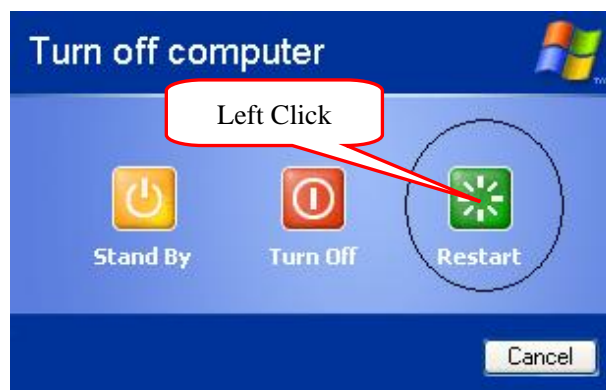 Turn off computer
Left Click
Stand By
Turn Off
Restart
Cancel